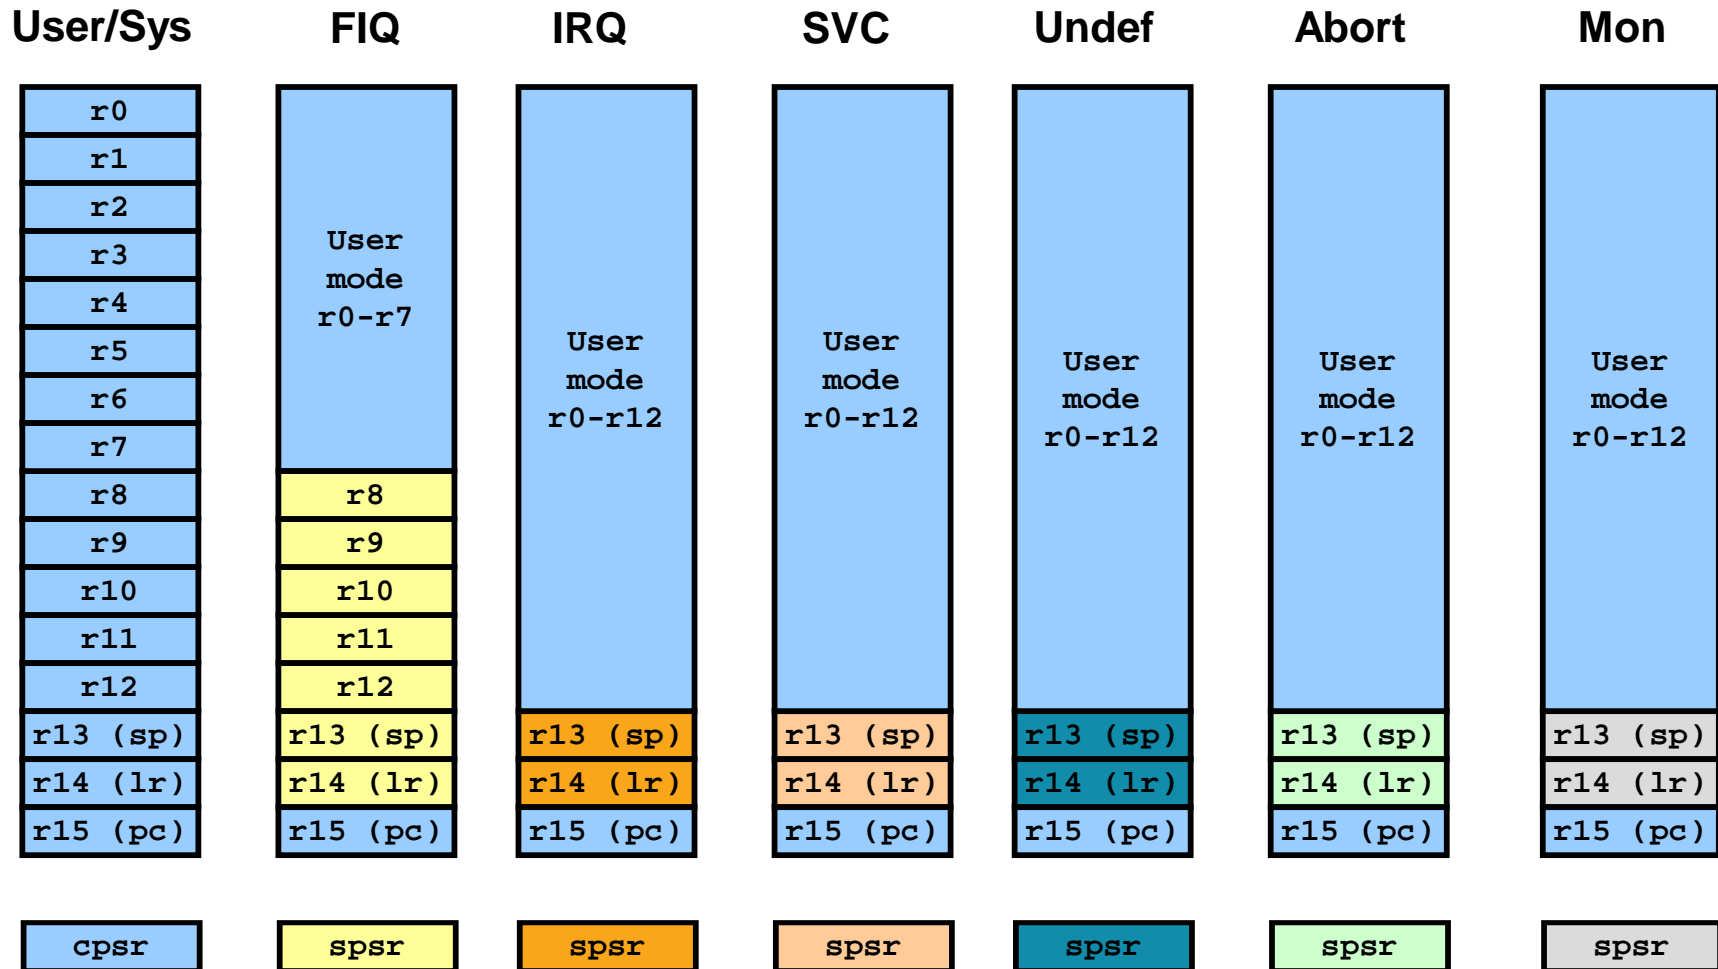 User/Sys FIQ IRQ SVC Undef Abort Mon
r0
r1
r2
r3
r4
r5
r6
r7
r8
r9
r10
r11
r12
r13 (sp)
r14 (lr)
r15 (pc)
cpsr
User
mode
r0-r7
r8
r9
r10
r11
r12
r13 (sp)
r14 (lr)
r15 (pc)
spsr
User
mode
r0-r12
r13 (sp)
r14 (lr)
r15 (pc)
spsr
User
mode
r0-r12
r13 (sp)
r14 (lr)
r15 (pc)
spsr
User
mode
r0-r12
r13 (sp)
r14 (lr)
r15 (pc)
spsr
User
mode
r0-r12
r13 (sp)
r14 (lr)
r15 (pc)
spsr
User
mode
r0-r12
r13 (sp)
r14 (lr)
r15 (pc)
spsr